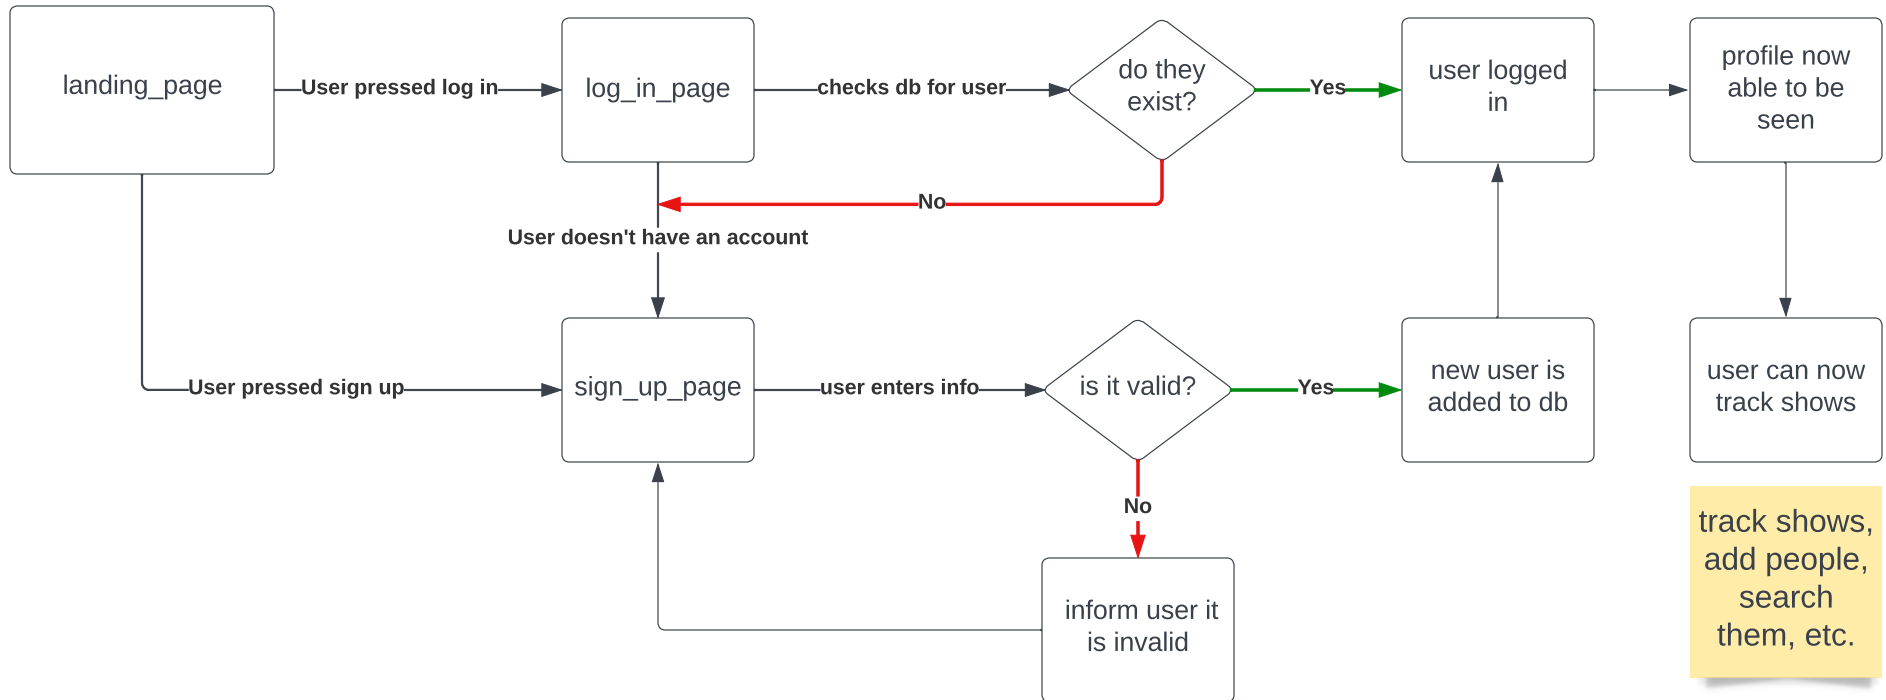 landing_page
User pressed log in
log_in_page
checks db for user
do they
exist?
Yes
user logged
in
profile now
able to be
seen
No
User doesn't have an account
User pressed sign up
sign_up_page
user enters info
is it valid?
Yes
new user is
added to db
user can now
track shows
No
inform user it
is invalid
track shows,
add people,
search
them, etc.